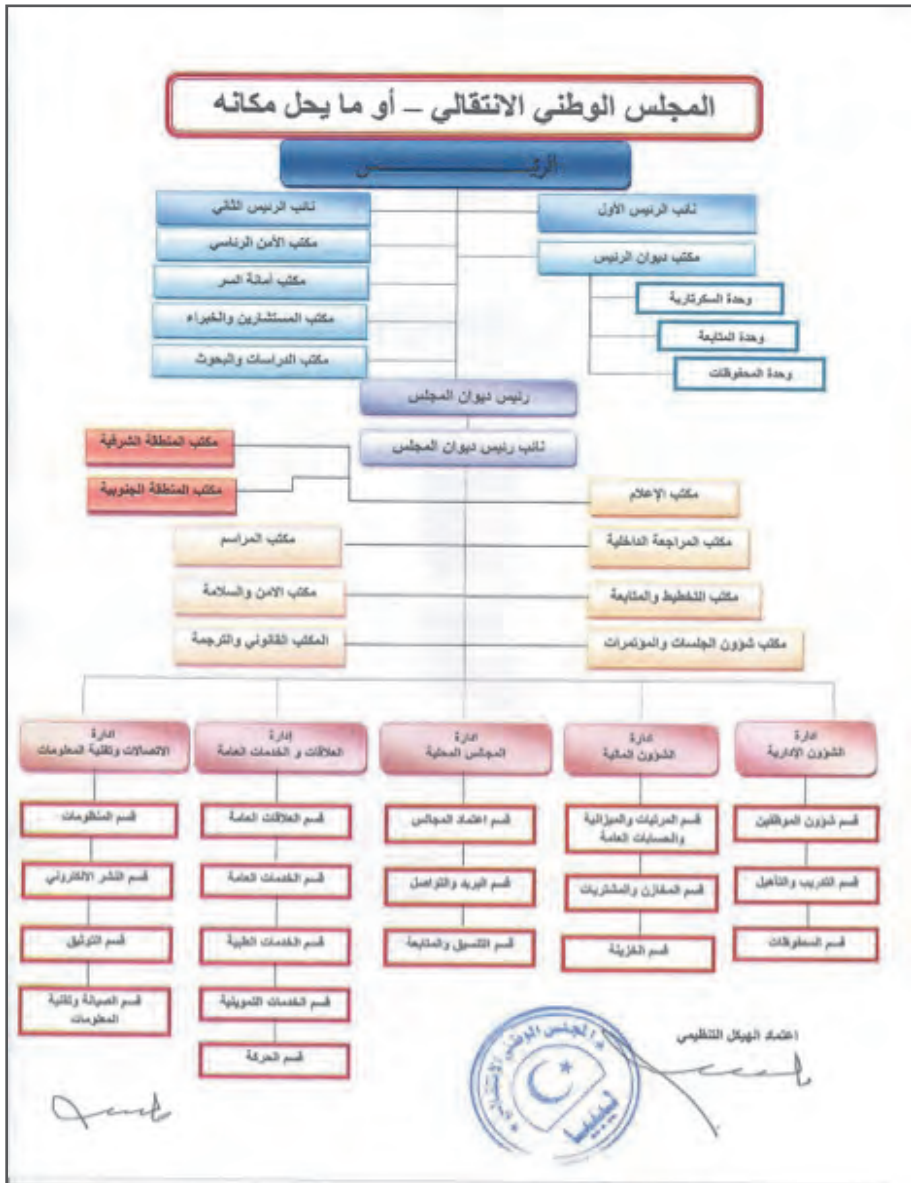 المجلس الوطني الانتقالي – أو ما يحل مكانه
الرئيــــــــــــس
نائب الرئيس الأول
نائب الرئيس الثاني
مكتب ديوان الرئيس
مكتب الأمن الرئاسي
مكتب أمانة السر
مكتب المستشارين والخبراء
مكتب الدراسات والبحوث
وحدة السكرتارية
وحدة المتابعة
وحدة المحفوظات
رئيس ديوان المجلس
نائب رئيس ديوان المجلس
مكتب المنطقة الشرقية
مكتب المنطقة الجنوبية
مكتب الإعلام
مكتب المراجعة الداخلية
مكتب المراسم
مكتب التخطيط والمتابعة
مكتب الامن والسلامة
مكتب شؤون الجلسات والمؤتمرات
المكتب القانوني والترجمة
إدارة
الشؤون الإدارية
إدارة
الشؤون المالية
إدارة
المجالس المحلية
إدارة
العلاقات و الخدمات العامة
إدارة
الاتصالات وتقنية المعلومات
قسم شؤون الموظفين
قسم التدريب والتأهيل
قسم المحفوظات
قسم المرتبات والميزانية
والحسابات العامة
قسم المخازن والمشتريات
قسم الخزينة
قسم اعتماد المجالس
قسم البريد والتواصل
قسم التنسيق والمتابعة
قسم العلاقات العامة
قسم الخدمات العامة
قسم الخدمات الطبية
قسم الخدمات التموينية
قسم الحركة
قسم المنظومات
قسم النشر الالكتروني
قسم التوثيق
قسم الصيانة وتقنية
المعلومات
اعتماد الهيكل التنظيمي
المجلس الوطني الانتقالي
ليبيا